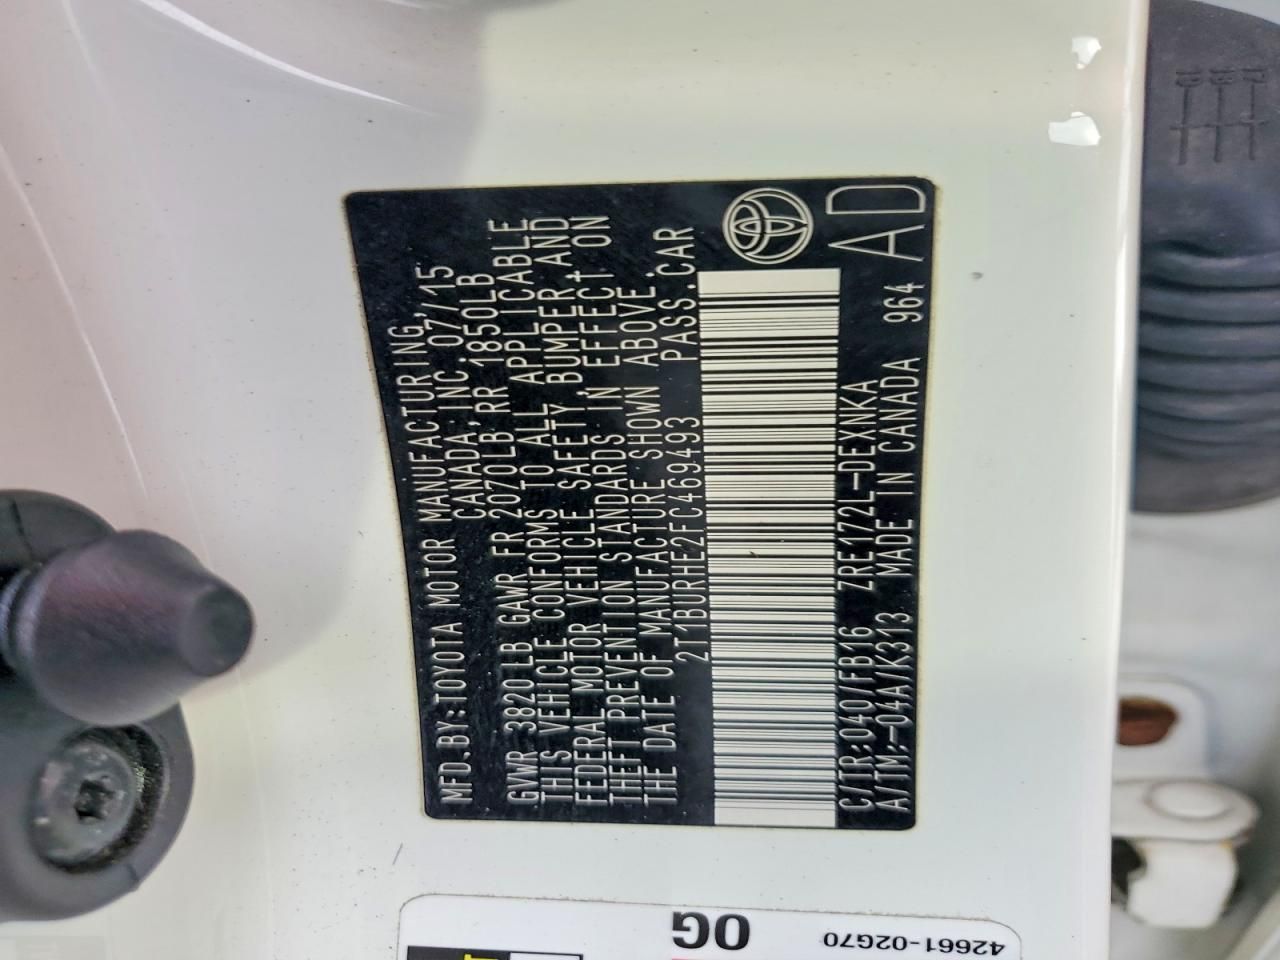 MFD.BY:TOYOTA MOTOR MANUFACTURING,
CANADA,INC.07/15
GVWR 3820LB GAWR FR 2070LB RR 1850LB
THIS VEHICLE CONFORMS TO ALL APPLICABLE
FEDERAL MOTOR VEHICLE SAFETY,BUMPER,AND
THEFT PREVENTION STANDARDS IN EFFECT ON
THE DATE OF MANUFACTURE SHOWN ABOVE.
2T1BURHE2FC469493 PASS.CAR
C/TR:040/FB16 ZRE172L-DEXNKA
A/TM:-04A/K313 MADE IN CANADA 964
AD
0G
42661-02G70